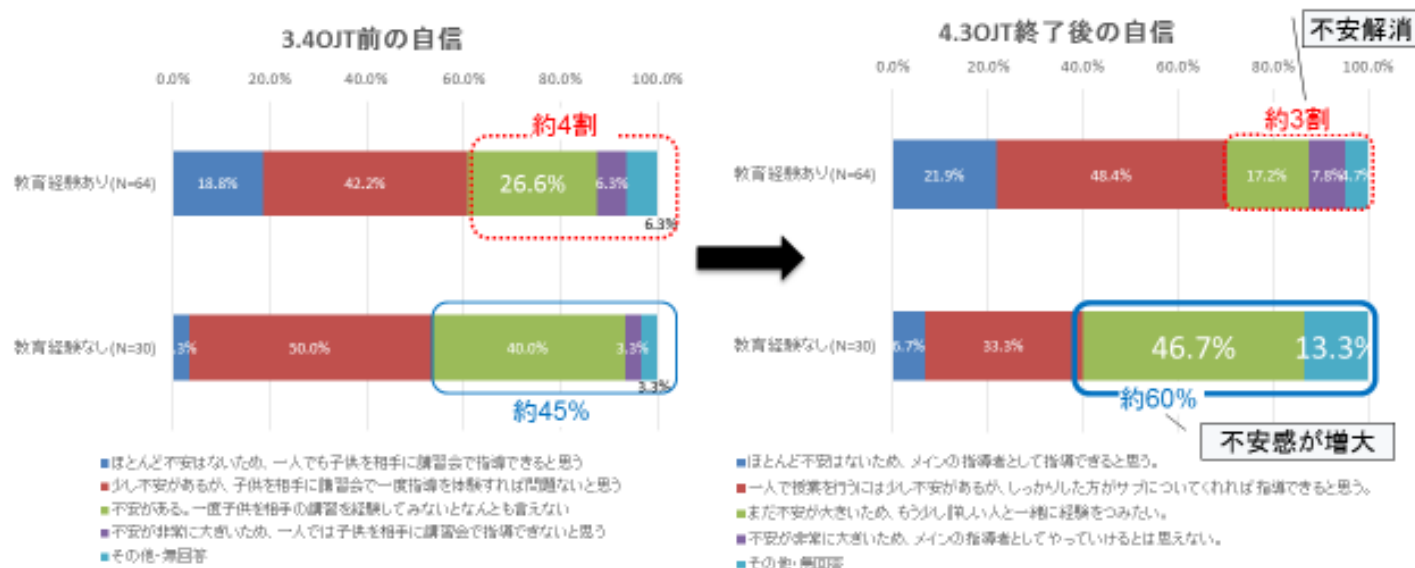 3.4OJT前の自信
0.0% 20.0% 40.0% 60.0% 80.0% 100.0%
約4割
教育経験あり(N=64) 18.8% 42.2% 26.6% 6.3%
6.3%
教育経験なし(N=30) .3% 50.0% 40.0% 3.3%
3.3%
約45%
■ほとんど不安はないため、一人でも子供を相手に講習会で指導できると思う
■少し不安があるが、子供を相手に講習会で一度指導を体験すれば問題ないと思う
■不安がある。一度子供を相手の講習を経験してみないとなんとも言えない
■不安が非常に大きいため、一人では子供を相手に講習会で指導できないと思う
■その他・無回答
4.3OJT終了後の自信
不安解消
0.0% 20.0% 40.0% 60.0% 80.0% 100.0%
約3割
教育経験あり(N=64) 21.9% 48.4% 17.2% 7.8% 4.7%
教育経験なし(N=30) 6.7% 33.3% 46.7% 13.3%
約60%
不安感が増大
■ほとんど不安はないため、メインの指導者として指導できると思う。
■一人で授業を行うには少し不安があるが、しっかりした方がサブについてくれれば指導できると思う。
■まだ不安が大きいため、もう少し詳しい人と一緒に経験をつみたい。
■不安が非常に大きいため、メインの指導者としてやっていけるとは思えない。
■その他・無回答